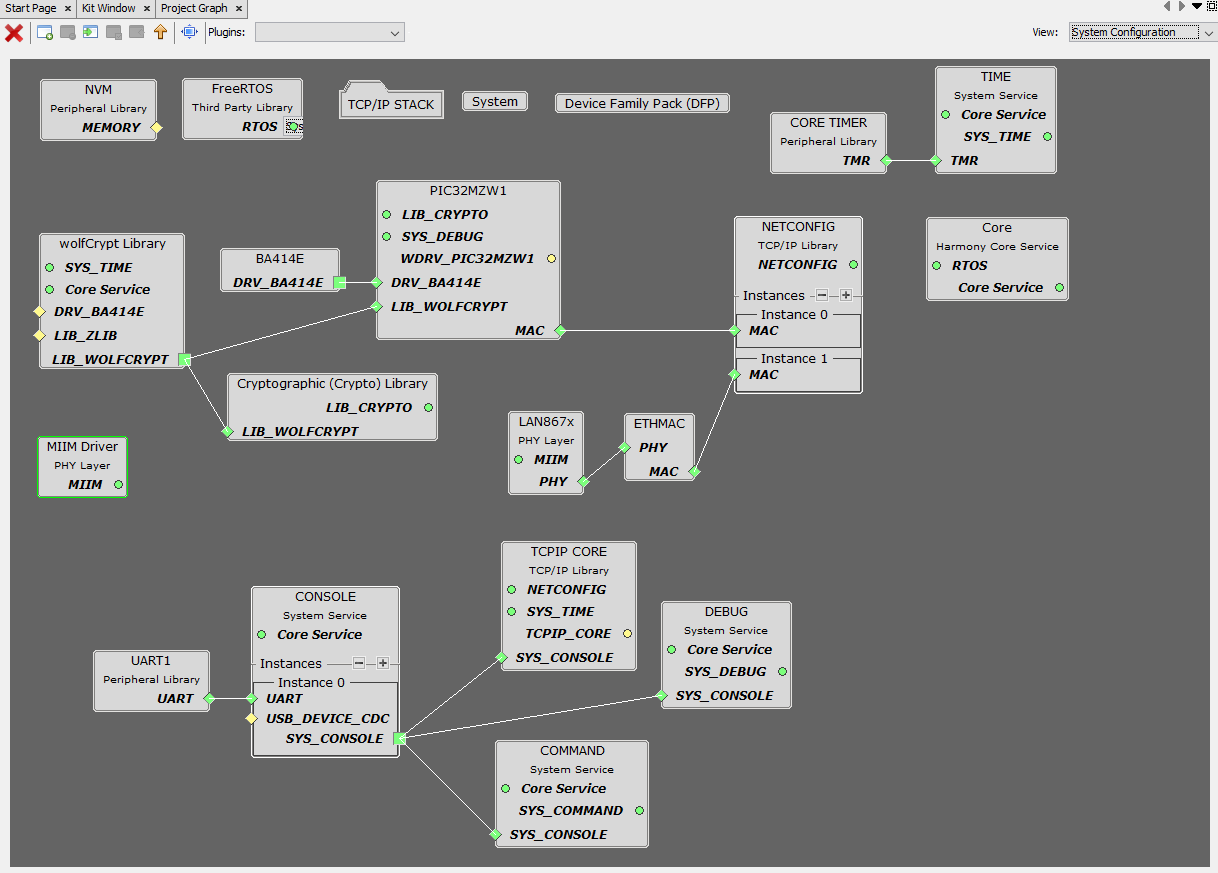 Start Page × Kit Window × Project Graph ×
Plugins:
View: System Configuration
NVM
Peripheral Library
MEMORY
FreeRTOS
Third Party Library
RTOS
TCP/IP STACK
System
Device Family Pack (DFP)
CORE TIMER
Peripheral Library
TMR
TIME
System Service
Core Service
SYS_TIME
TMR
wolfCrypt Library
SYS_TIME
Core Service
DRV_BA414E
LIB_ZLIB
LIB_WOLFCRYPT
BA414E
DRV_BA414E
PIC32MZW1
LIB_CRYPTO
SYS_DEBUG
WDRV_PIC32MZW1
DRV_BA414E
LIB_WOLFCRYPT
MAC
NETCONFIG
TCP/IP Library
NETCONFIG
Instances
Instance 0
MAC
Instance 1
MAC
Core
Harmony Core Service
RTOS
Core Service
Cryptographic (Crypto) Library
LIB_CRYPTO
LIB_WOLFCRYPT
MIIM Driver
PHY Layer
MIIM
LAN867x
PHY Layer
MIIM
PHY
ETHMAC
PHY
MAC
UART1
Peripheral Library
UART
CONSOLE
System Service
Core Service
Instances
Instance 0
UART
USB_DEVICE_CDC
SYS_CONSOLE
TCPIP CORE
TCP/IP Library
NETCONFIG
SYS_TIME
TCPIP_CORE
SYS_CONSOLE
DEBUG
System Service
Core Service
SYS_DEBUG
SYS_CONSOLE
COMMAND
System Service
Core Service
SYS_COMMAND
SYS_CONSOLE